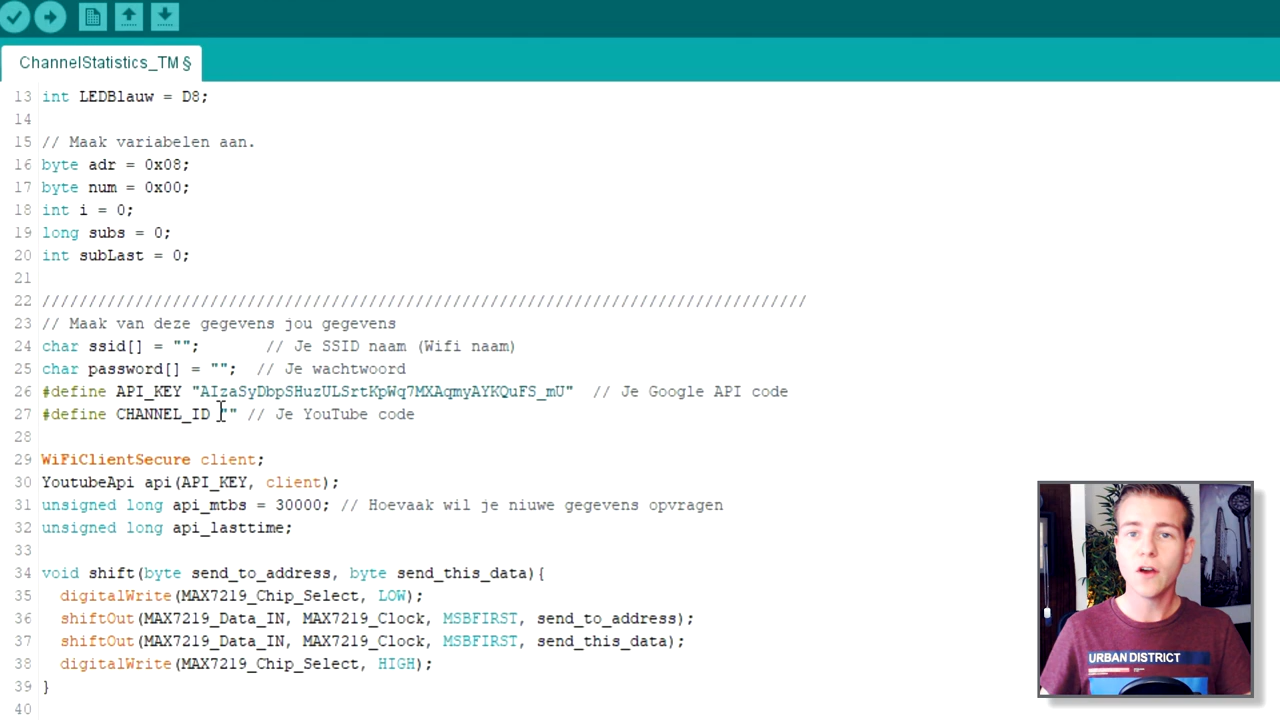 ChannelStatistics_TM §
13 int LEDBlauw = D8;
14
15 // Maak variabelen aan.
16 byte adr = 0x08;
17 byte num = 0x00;
18 int i = 0;
19 long subs = 0;
20 int subLast = 0;
21
22 //////////////////////////////////////////////////////////////////////////////////
23 // Maak van deze gegevens jou gegevens
24 char ssid[] = "";       // Je SSID naam (Wifi naam)
25 char password[] = "";  // Je wachtwoord
26 #define API_KEY "AIzaSyDbpSHuzULSrtKpWq7MXAqmyAYKQuFS_mU"  // Je Google API code
27 #define CHANNEL_ID "" // Je YouTube code
28
29 WiFiClientSecure client;
30 YoutubeApi api(API_KEY, client);
31 unsigned long api_mtbs = 30000; // Hoevaak wil je niuwe gegevens opvragen
32 unsigned long api_lasttime;
33
34 void shift(byte send_to_address, byte send_this_data){
35   digitalWrite(MAX7219_Chip_Select, LOW);
36   shiftOut(MAX7219_Data_IN, MAX7219_Clock, MSBFIRST, send_to_address);
37   shiftOut(MAX7219_Data_IN, MAX7219_Clock, MSBFIRST, send_this_data);
38   digitalWrite(MAX7219_Chip_Select, HIGH);
39 }
40
URBAN DISTRICT